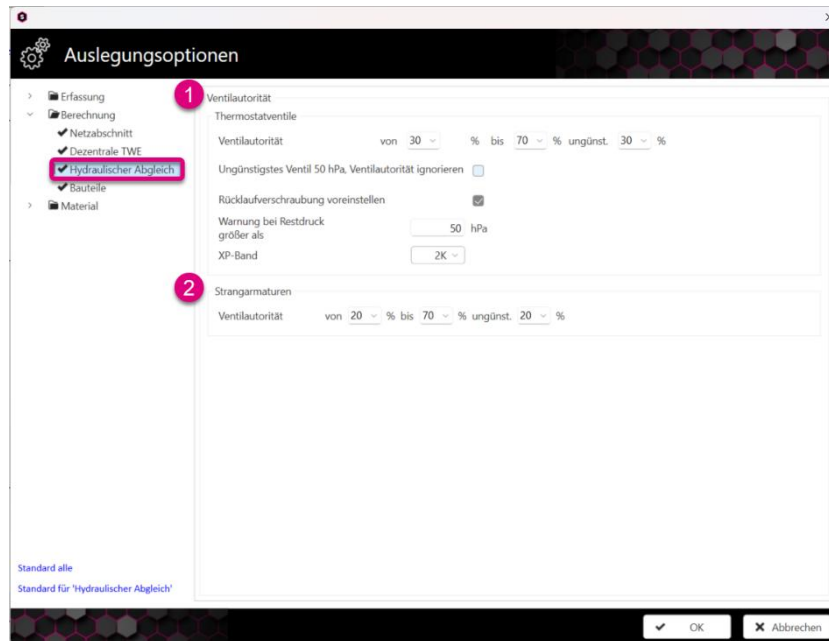 Auslegungsoptionen
Erfassung
Berechnung
Netzabschnitt
Dezentrale TWE
Hydraulischer Abgleich
Bauteile
Material
1
Ventilautorität
Thermostatventile
Ventilautorität von 30 % bis 70 % ungünst. 30 %
Ungünstigstes Ventil 50 hPa, Ventilautorität ignorieren
Rücklaufverschraubung voreinstellen
Warnung bei Restdruck
größer als 50 hPa
XP-Band 2K
2
Strangarmaturen
Ventilautorität von 20 % bis 70 % ungünst. 20 %
Standard alle
Standard für 'Hydraulischer Abgleich'
OK Abbrechen